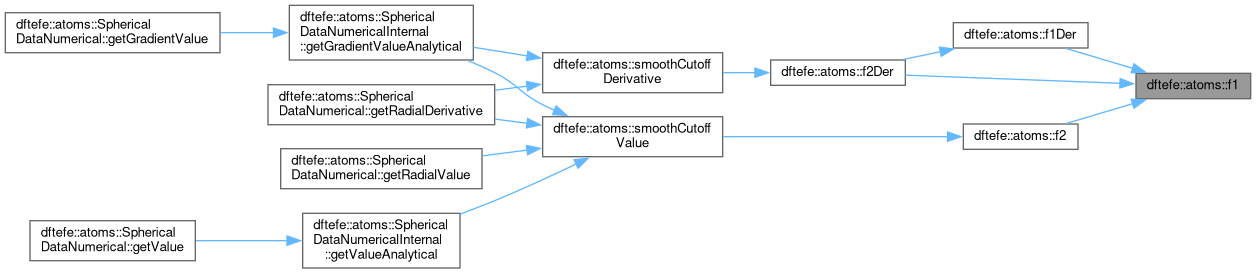 dftefe::atoms::Spherical
DataNumerical::getGradientValue
dftefe::atoms::Spherical
DataNumericalInternal
::getGradientValueAnalytical
dftefe::atoms::smoothCutoff
Derivative
dftefe::atoms::f2Der
dftefe::atoms::f1Der
dftefe::atoms::f1
dftefe::atoms::Spherical
DataNumerical::getRadialDerivative
dftefe::atoms::smoothCutoff
Value
dftefe::atoms::f2
dftefe::atoms::Spherical
DataNumerical::getRadialValue
dftefe::atoms::Spherical
DataNumerical::getValue
dftefe::atoms::Spherical
DataNumericalInternal
::getValueAnalytical